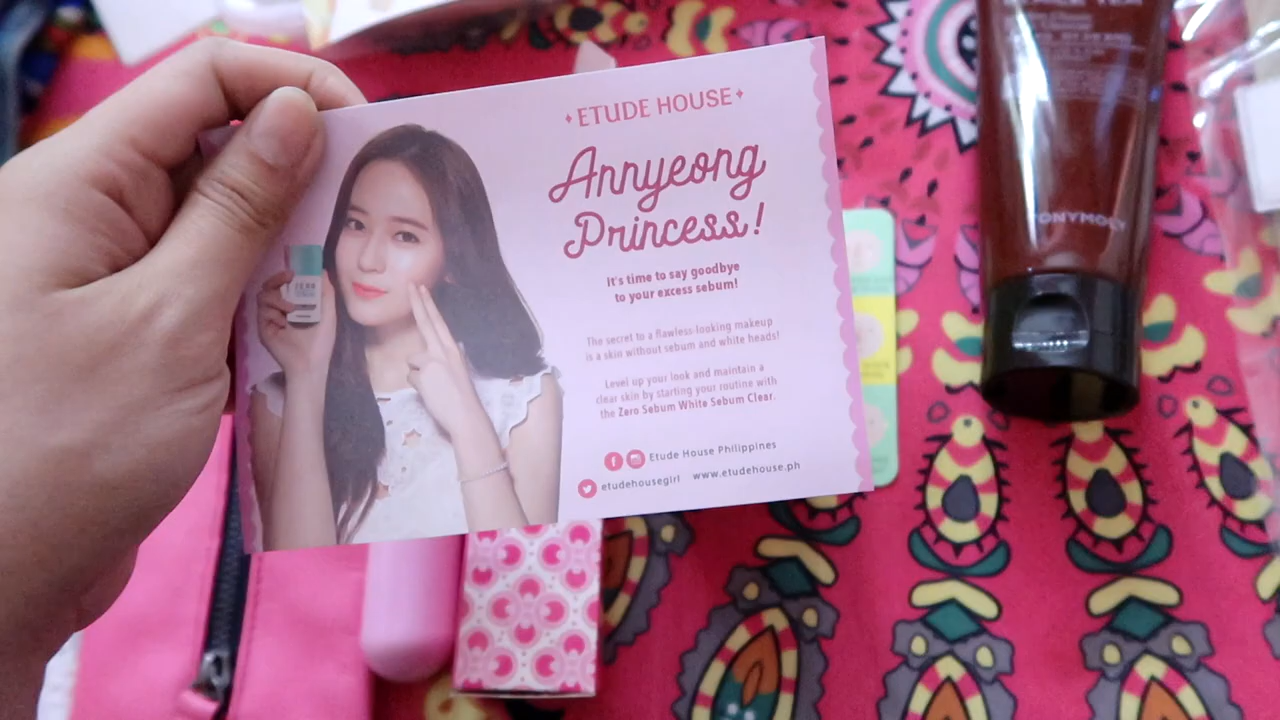 ETUDE HOUSE
Annyeong
Princess!
It's time to say goodbye
to your excess sebum!
The secret to a flawless-looking makeup
is a skin without sebum and white heads!
Level up your look and maintain a
clear skin by starting your routine with
the Zero Sebum White Sebum Clear.
Etude House Philippines
etudehousegirl www.etudehouse.ph
ZERO
TONYMOLY